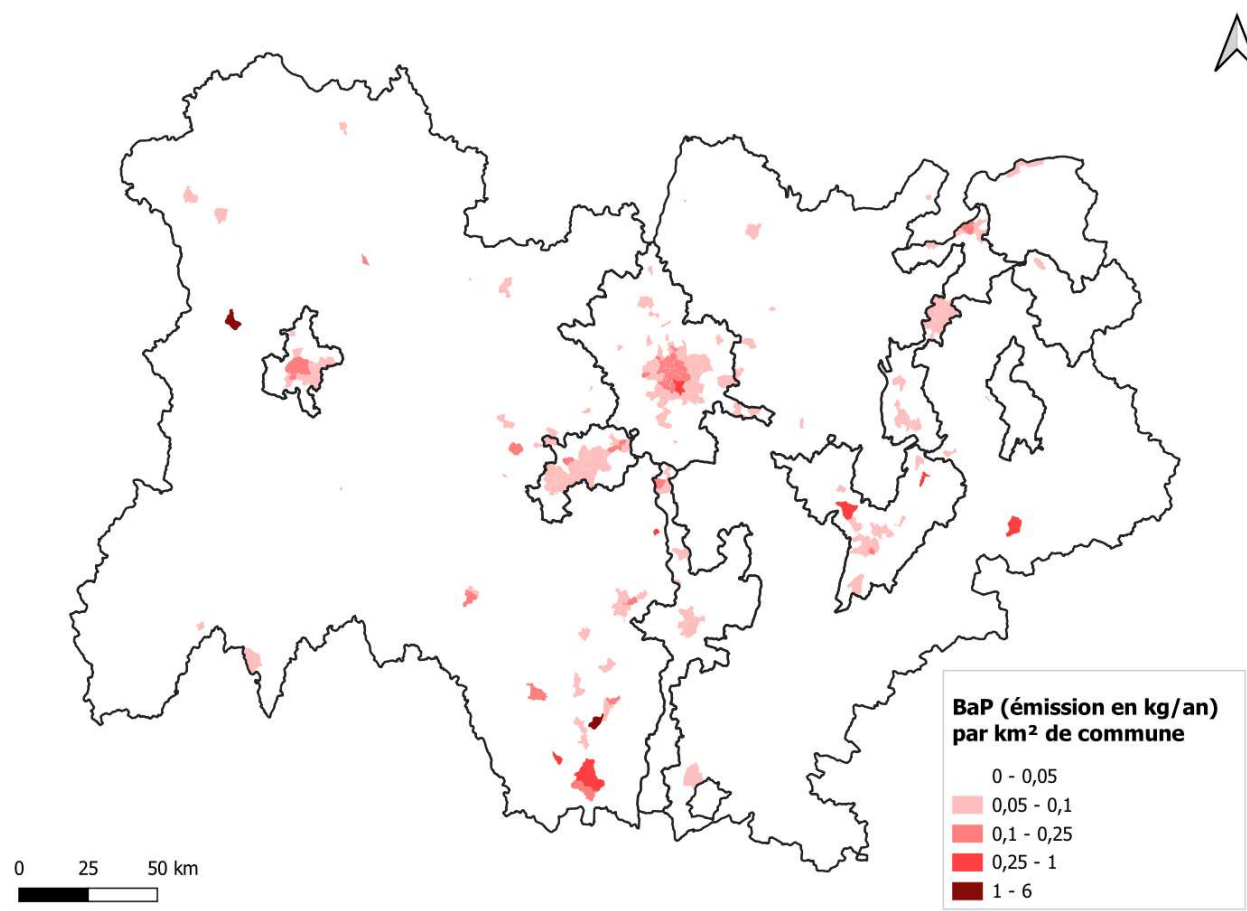 0 25 50 km
BaP (émission en kg/an)
par km² de commune
0 - 0,05
0,05 - 0,1
0,1 - 0,25
0,25 - 1
1 - 6